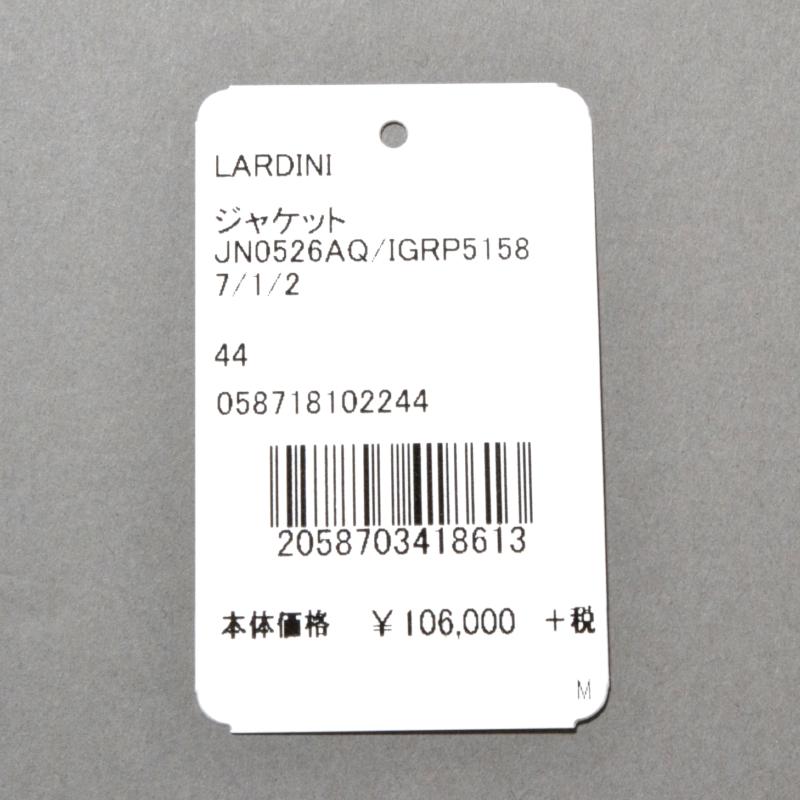 LARDINI
ジャケット
JN0526AQ/IGRP5158
7/1/2
44
058718102244
2058703418613
本体価格 ￥106,000 +税
M